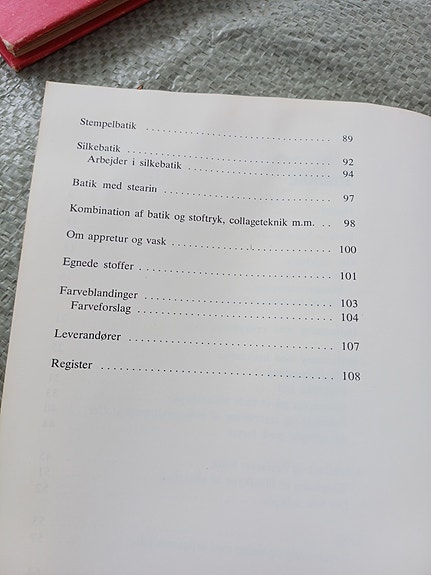 Stempelbatik . . . . . . . . . . . . . . . . . . . . . . . . . . . . 89
Silkebatik . . . . . . . . . . . . . . . . . . . . . . . . . . . . . . 92
Arbejder i silkebatik . . . . . . . . . . . . . . . . . . . . . . 94
Batik med stearin . . . . . . . . . . . . . . . . . . . . . . . . . 97
Kombination af batik og stoftryk, collageteknik m.m. . . 98
Om appretur og vask . . . . . . . . . . . . . . . . . . . . . . . . 100
Egnede stoffer . . . . . . . . . . . . . . . . . . . . . . . . . . . . 101
Farveblandinger . . . . . . . . . . . . . . . . . . . . . . . . . . . 103
Farveforslag . . . . . . . . . . . . . . . . . . . . . . . . . . . . 104
Leverandører . . . . . . . . . . . . . . . . . . . . . . . . . . . . . 107
Register . . . . . . . . . . . . . . . . . . . . . . . . . . . . . . . . . 108